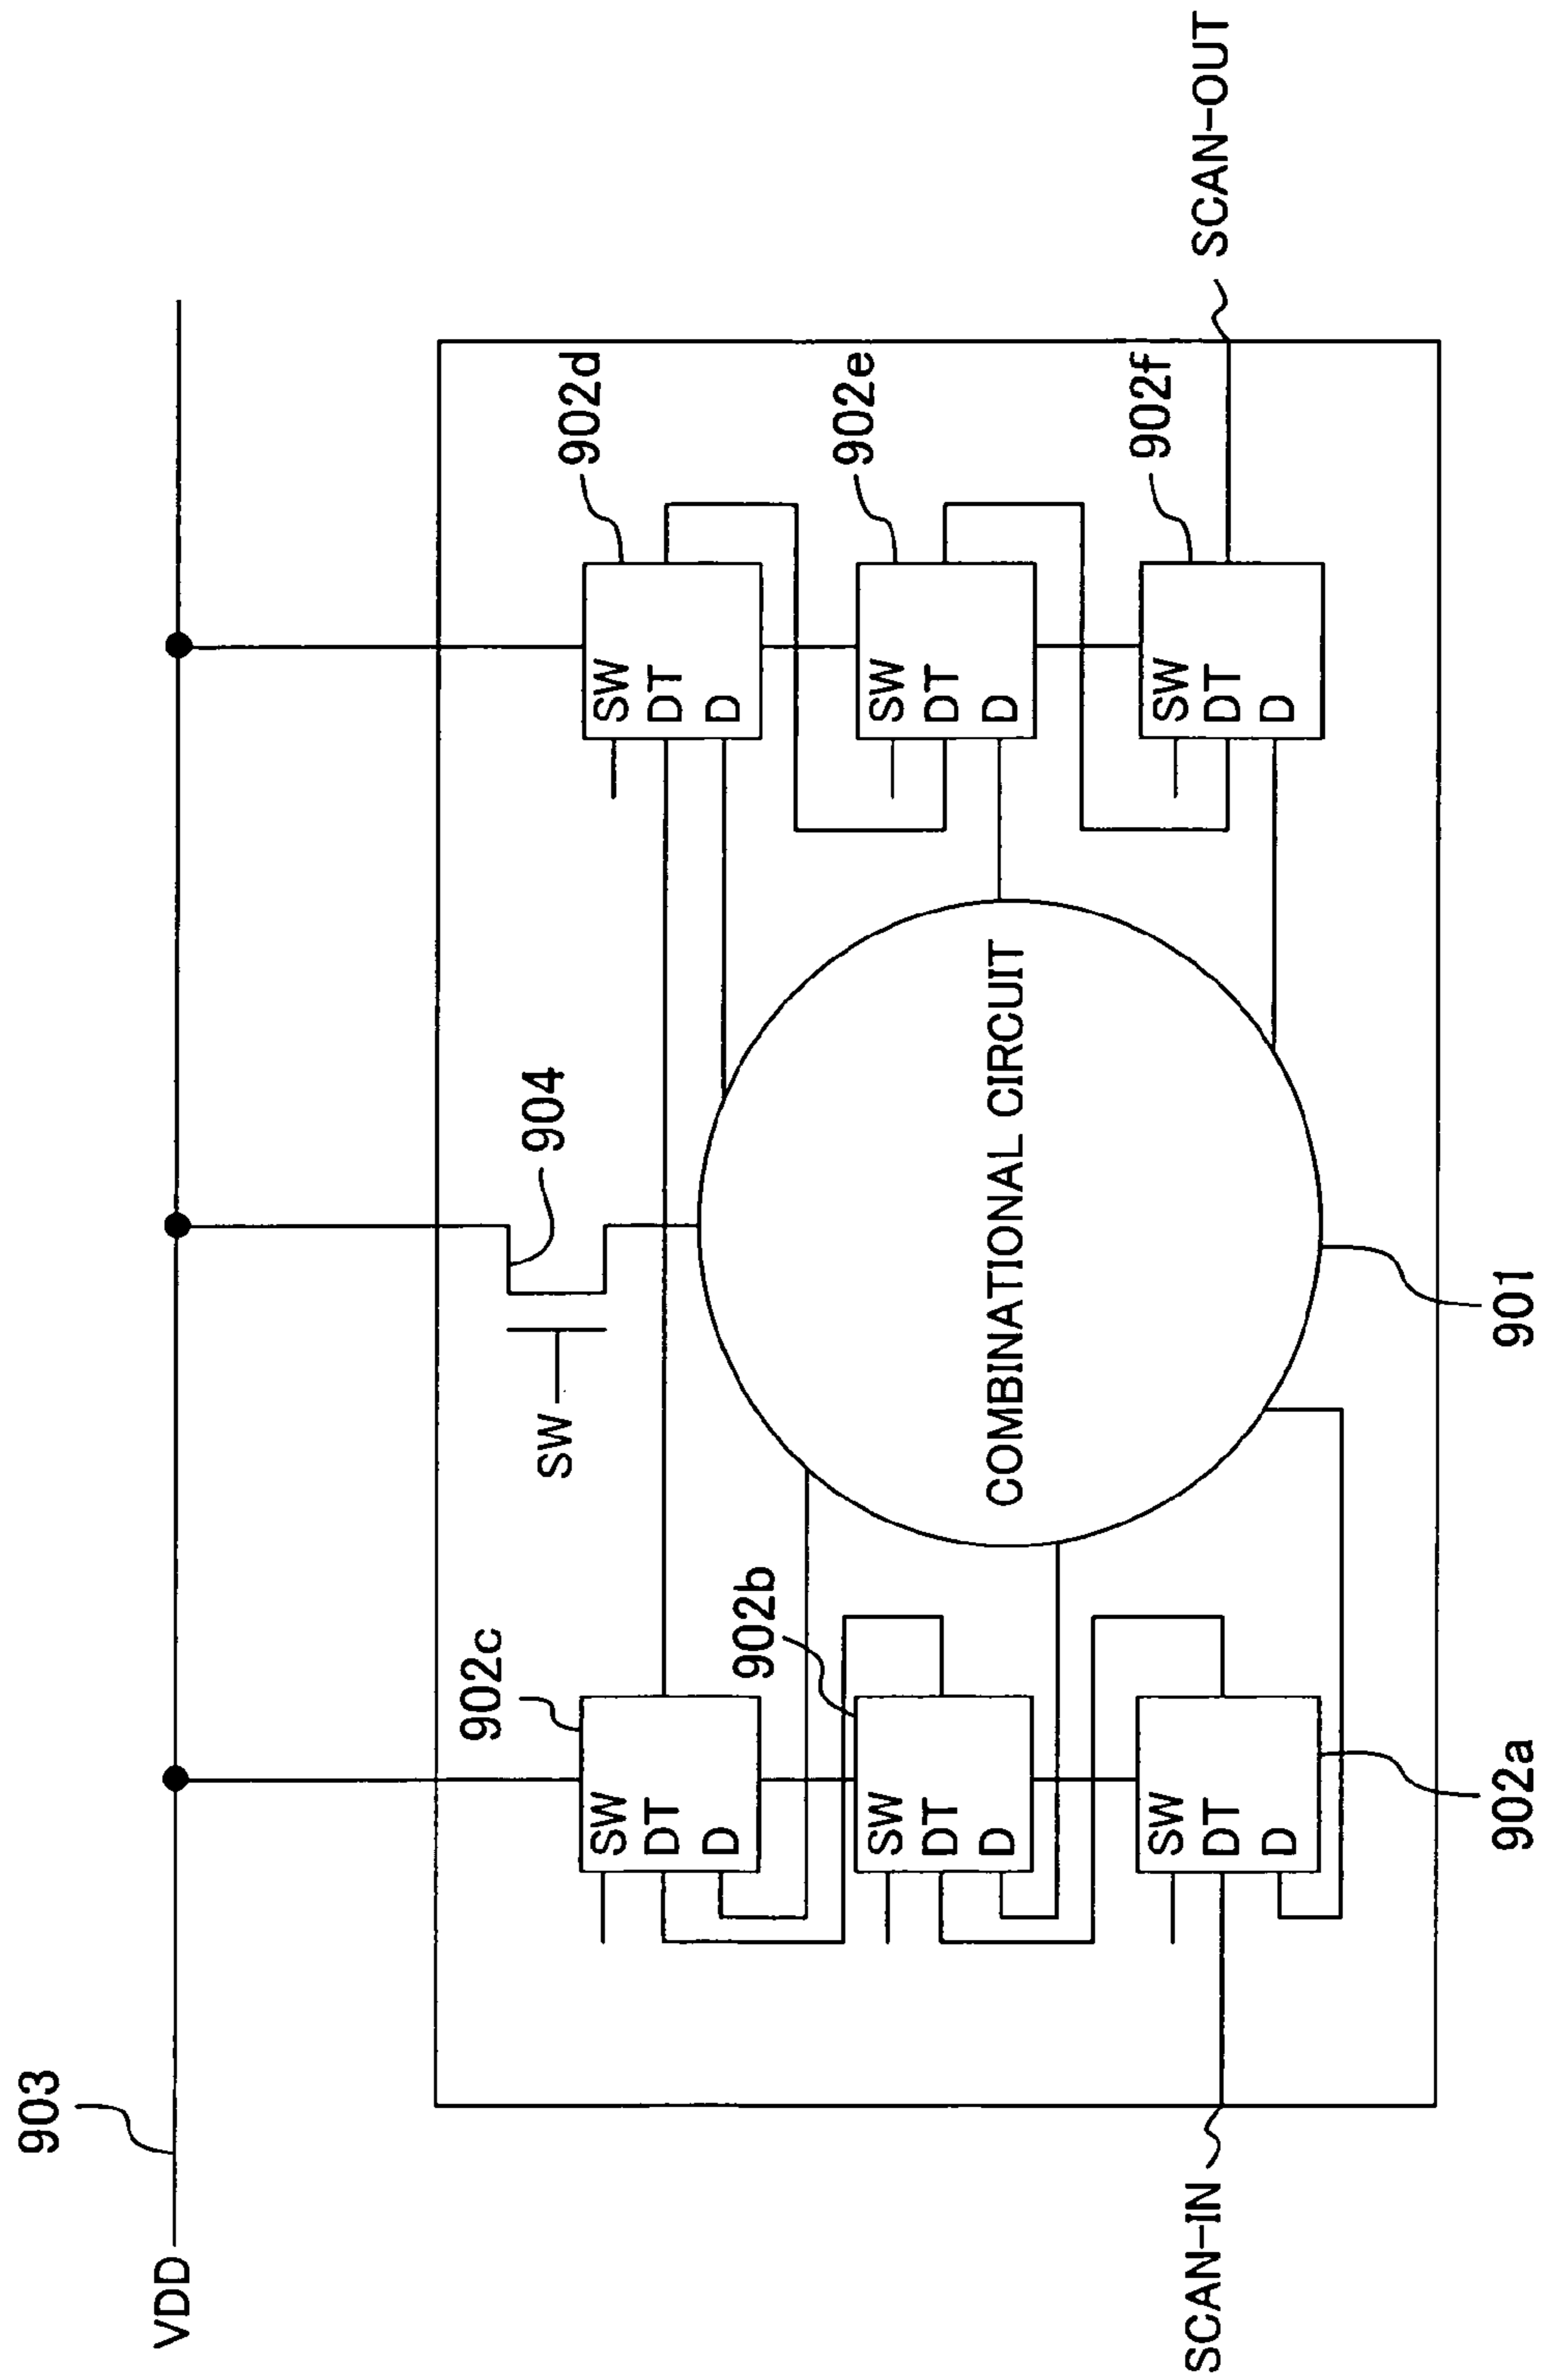 903
VDD
902c
SW
DT
D
902b
SW
DT
D
SW
DT
D
902a
SCAN-IN
SW
904
COMBINATIONAL CIRCUIT
901
902d
SW
DT
D
902e
SW
DT
D
902f
SW
DT
D
SCAN-OUT